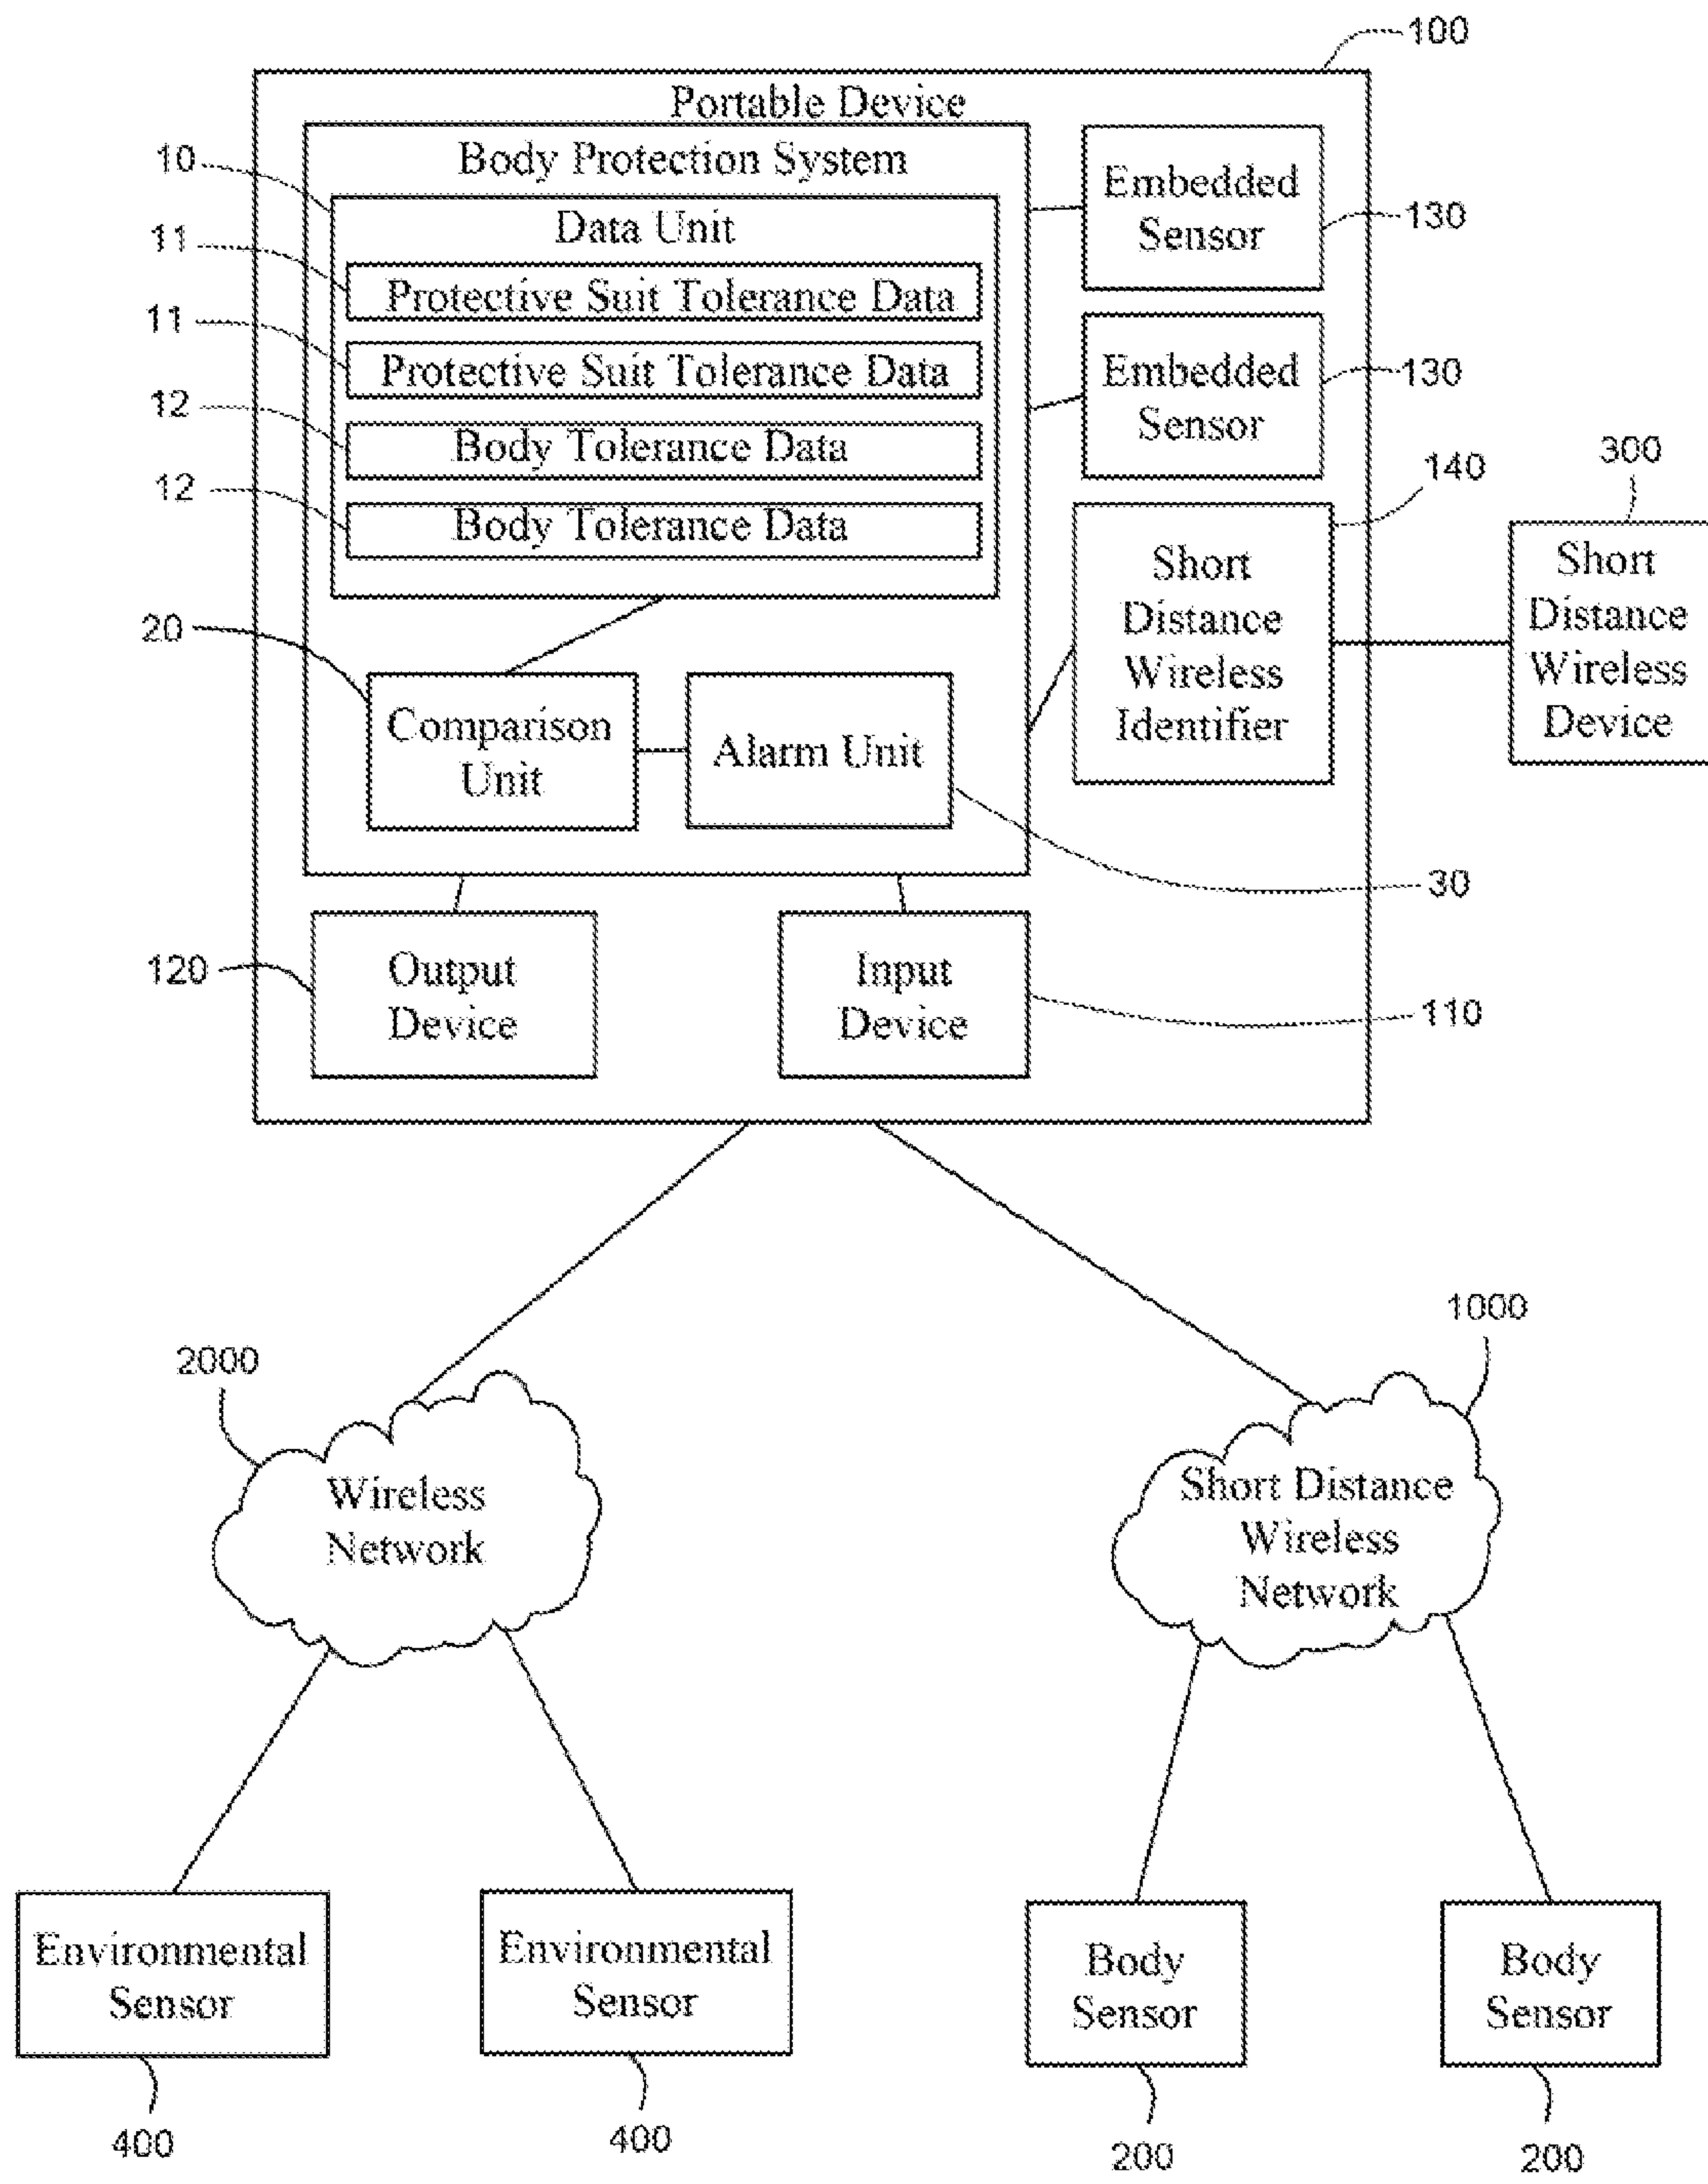 100
Portable Device
Body Protection System
10
Data Unit
11
Protective Suit Tolerance Data
11
Protective Suit Tolerance Data
12
Body Tolerance Data
12
Body Tolerance Data
Embedded
Sensor
130
Embedded
Sensor
130
140
300
Short
Distance
Wireless
Identifier
Short
Distance
Wireless
Device
20
Comparison
Unit
Alarm Unit
30
120
Output
Device
Input
Device
110
2000
1000
Wireless
Network
Short Distance
Wireless
Network
Environmental
Sensor
Environmental
Sensor
Body
Sensor
Body
Sensor
400
400
200
200